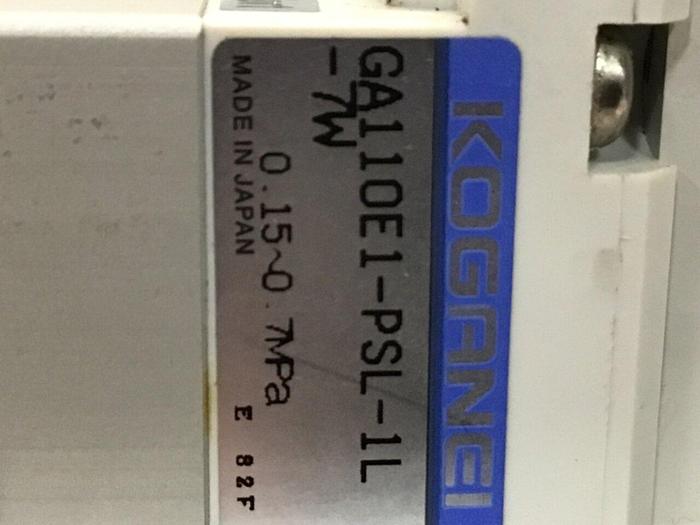 KOGANEI
GA110E1-PSL-1L
-7W
0.15~0.7MPa
MADE IN JAPAN
E 82F